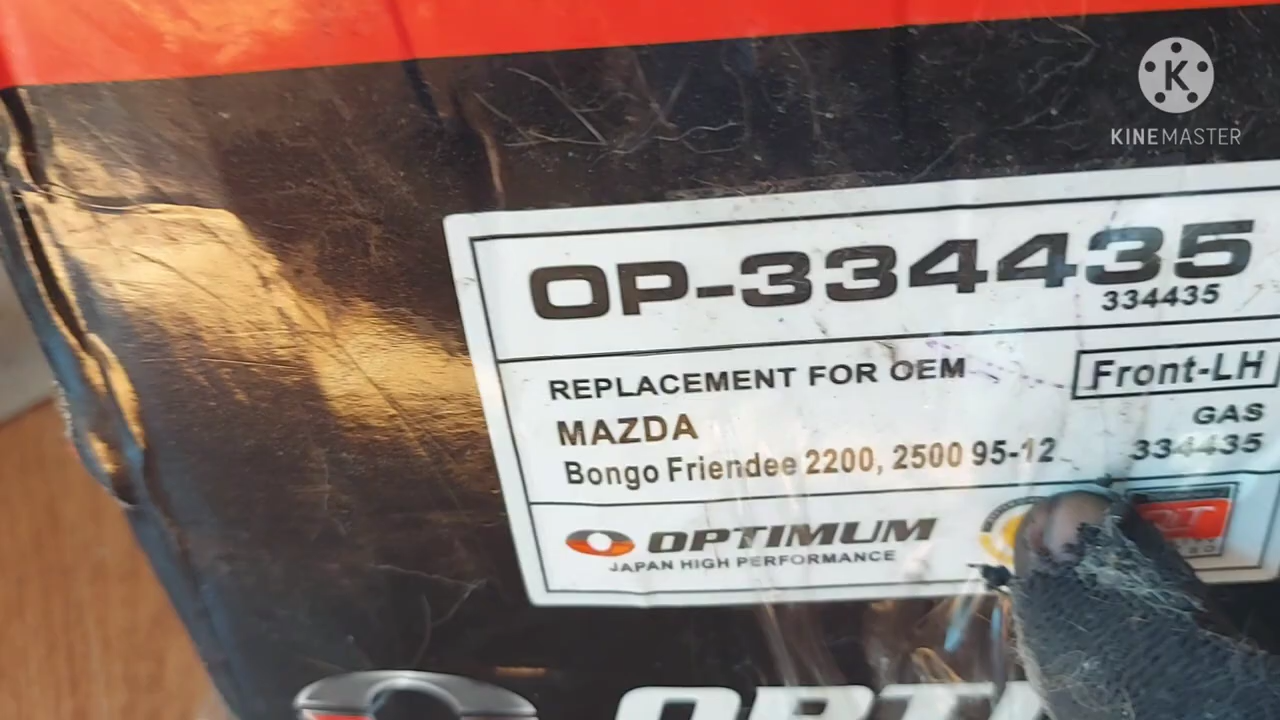 K
KINEMASTER
OP-334435
334435
REPLACEMENT FOR OEM
Front-LH
MAZDA
GAS
Bongo Friendee 2200, 2500 95-12
334435
OPTIMUM
JAPAN HIGH PERFORMANCE